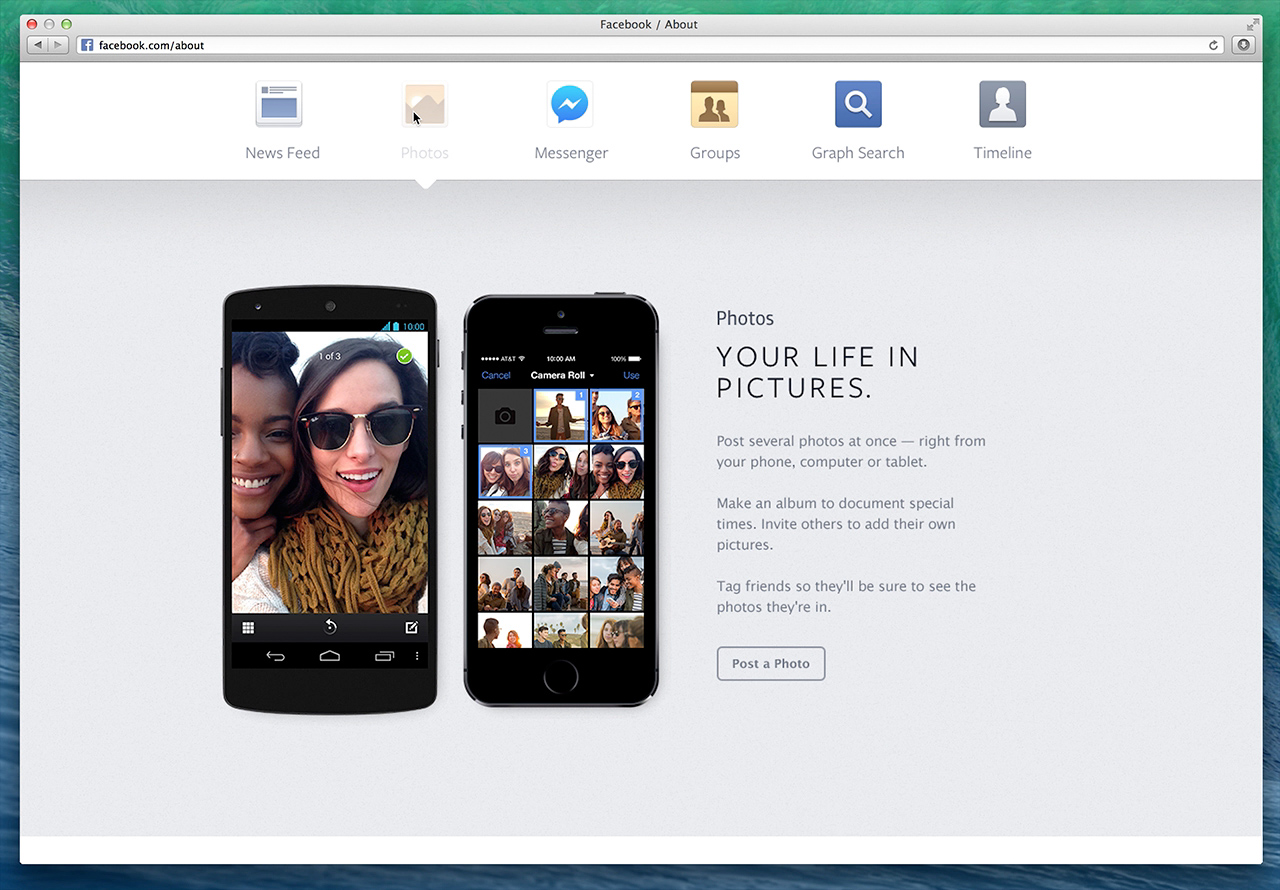 Facebook / About
facebook.com/about
News Feed
Photos
Messenger
Groups
Graph Search
Timeline
10:00
1 of 3
AT&T
10:00 AM
100%
Cancel
Camera Roll
Use
1
2
3
Photos
YOUR LIFE IN
PICTURES.
Post several photos at once — right from
your phone, computer or tablet.
Make an album to document special
times. Invite others to add their own
pictures.
Tag friends so they'll be sure to see the
photos they're in.
Post a Photo